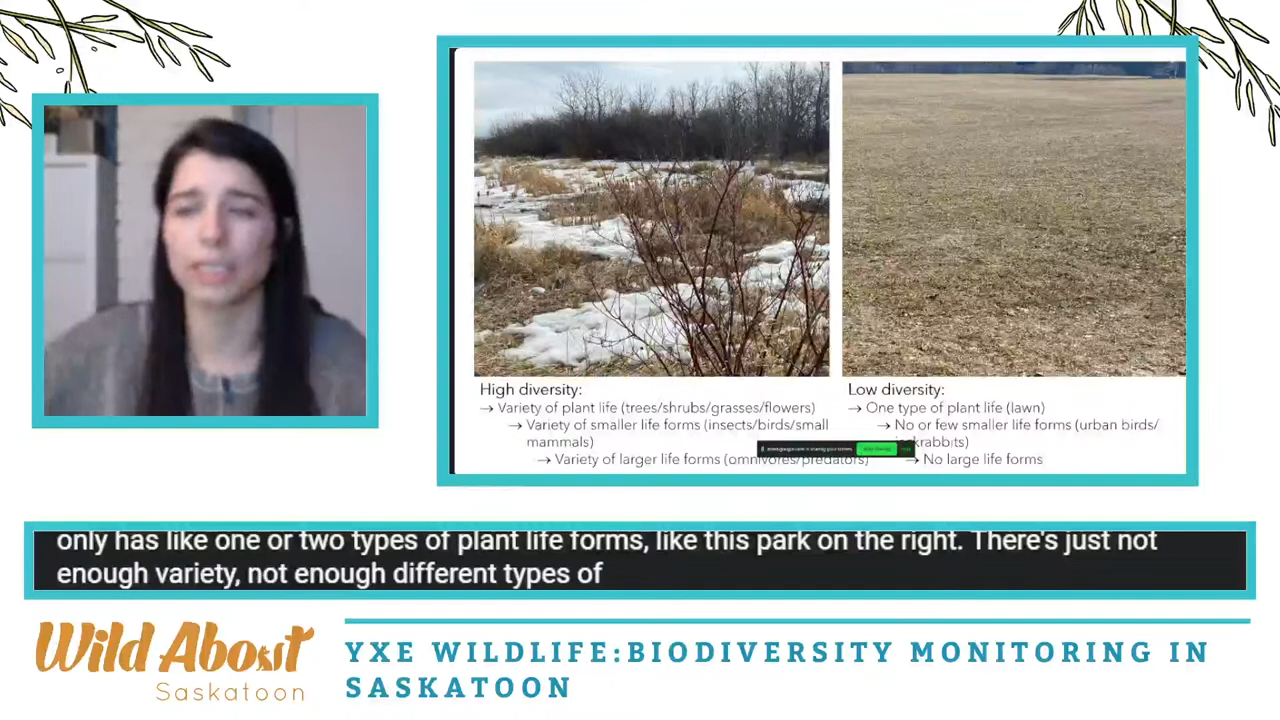 High diversity:
→ Variety of plant life (trees/shrubs/grasses/flowers)
→ Variety of smaller life forms (insects/birds/small
mammals)
→ Variety of larger life forms (omnivores/predators)
Low diversity:
→ One type of plant life (lawn)
→ No or few smaller life forms (urban birds/
jackrabbits)
→ No large life forms
only has like one or two types of plant life forms, like this park on the right. There's just not
enough variety, not enough different types of
Wild About
Saskatoon
YXE WILDLIFE:BIODIVERSITY MONITORING IN
SASKATOON